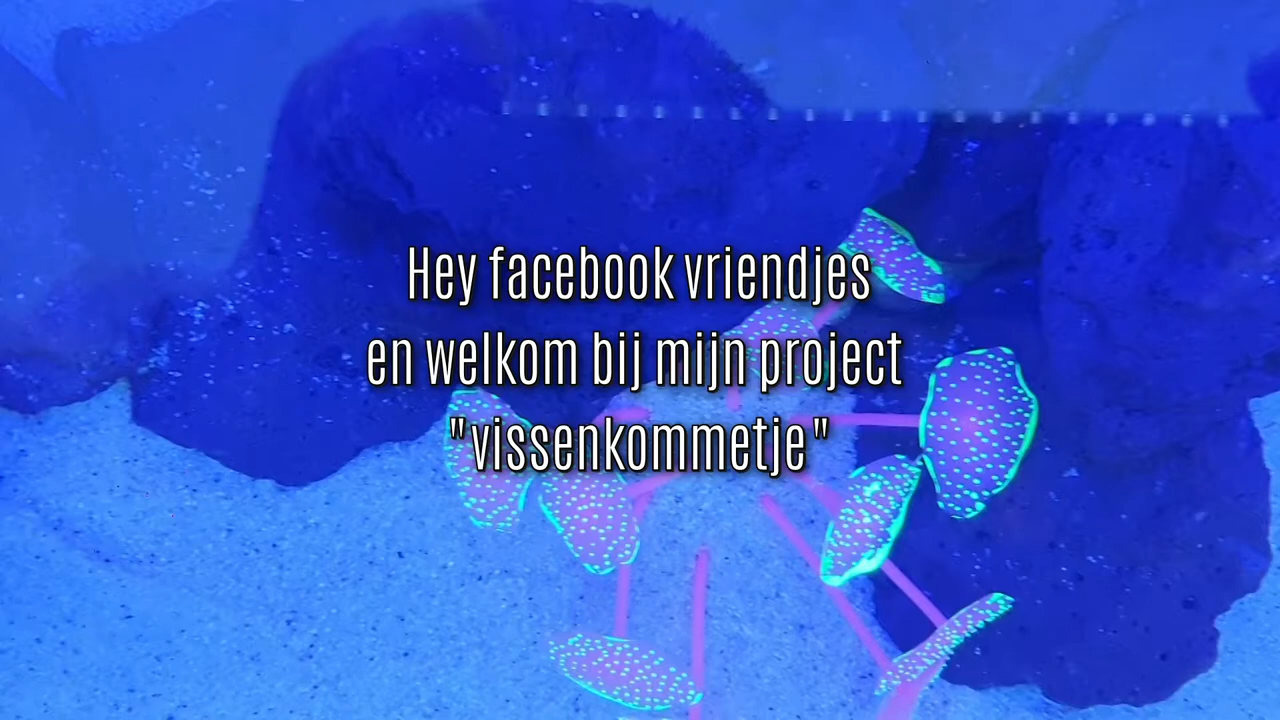 Hey facebook vriendjes
en welkom bij mijn project
"vissenkommetje"